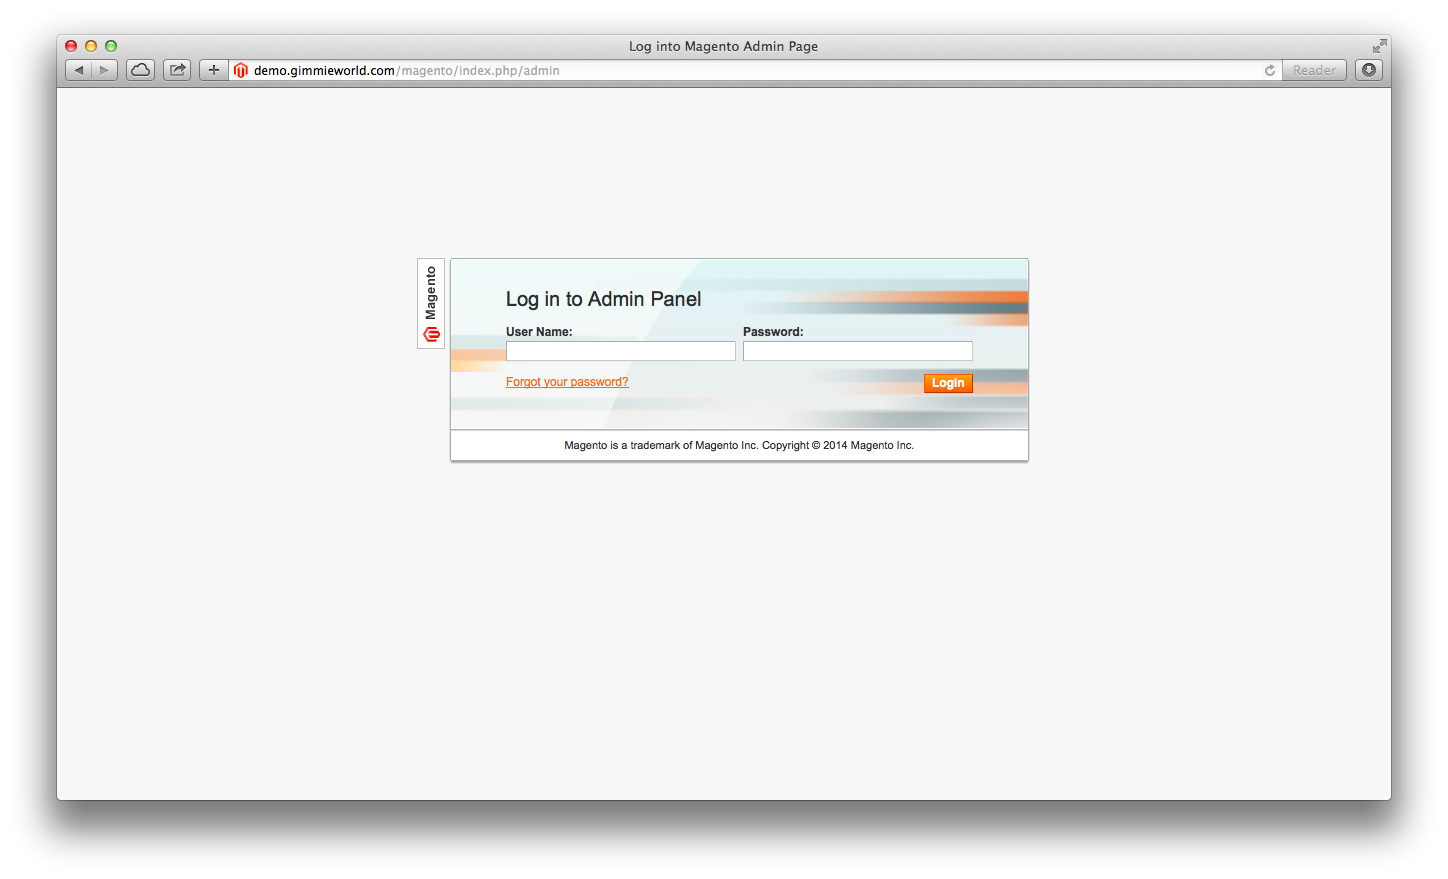 Log into Magento Admin Page
demo.gimmieworld.com/magento/index.php/admin
Reader
Magento
Log in to Admin Panel
User Name: Password:
Forgot your password? Login
Magento is a trademark of Magento Inc. Copyright © 2014 Magento Inc.